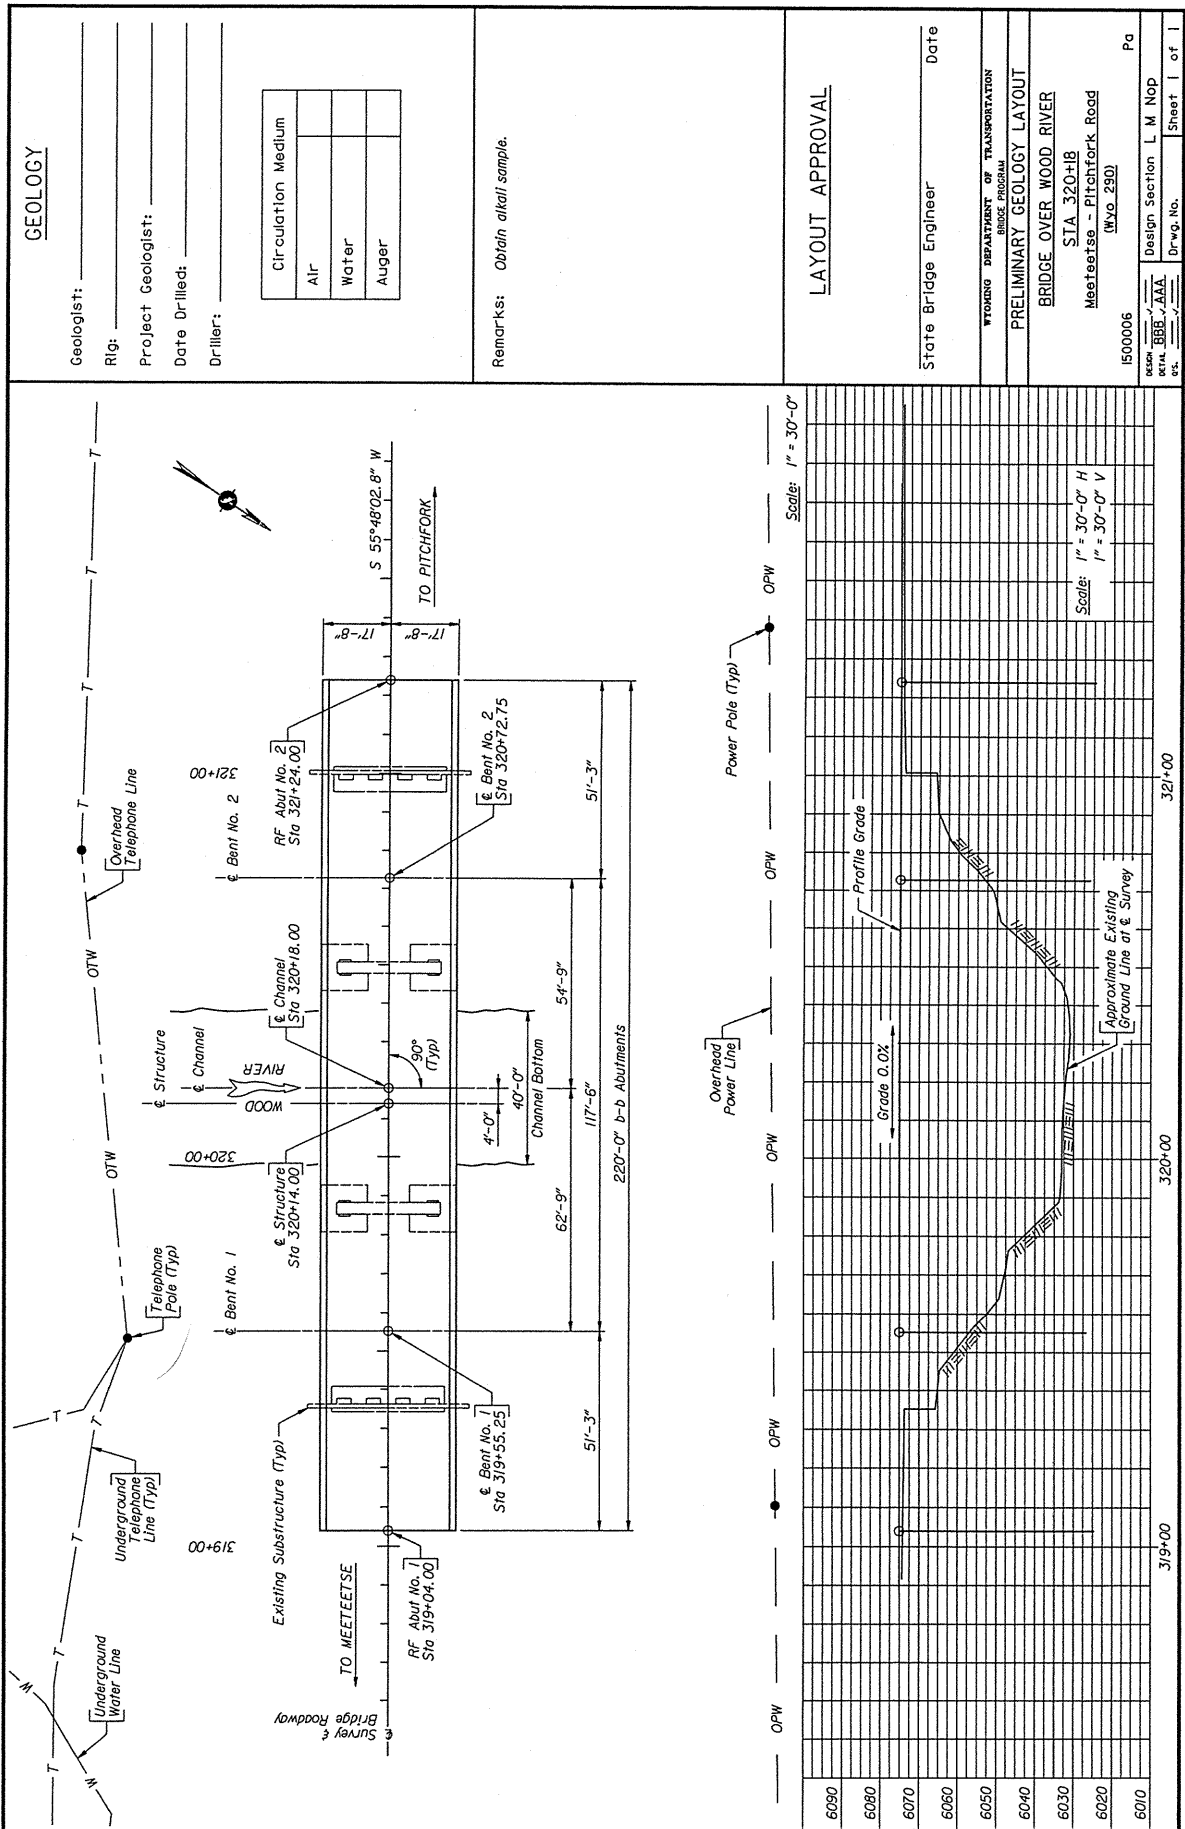 GEOLOGY
Geologist:
Rig:
Project Geologist:
Date Drilled:
Driller:
Circulation Medium
Air
Water
Auger
Remarks: Obtain alkali sample.
LAYOUT APPROVAL
State Bridge Engineer
Date
WYOMING DEPARTMENT OF TRANSPORTATION
BRIDGE PROGRAM
PRELIMINARY GEOLOGY LAYOUT
BRIDGE OVER WOOD RIVER
STA 320+18
Meeteetse - Pitchfork Road
(Wyo 290)
1500006
Pa
DESIGN
DETAIL BBB ✓ AAA
Q'S.
Design Section L M Nop
Drwg. No.
Sheet 1 of 1
W
W
T
T
T
T
T
T
T
T
Underground
Water Line
Underground
Telephone
Line (Typ)
Telephone
Pole (Typ)
OTW
OTW
Overhead
Telephone Line
319+00
℄ Bent No. 1
320+00
℄ Structure
℄ Channel
WOOD
RIVER
℄ Bent No. 2
321+00
Existing Substructure (Typ)
℄ Structure
Sta 320+14.00
℄ Channel
Sta 320+18.00
RF Abut No. 2
Sta 321+24.00
17'-8"
17'-8"
S 55°48'02.8" W
℄ Survey &
Bridge Roadway
TO MEETEETSE
TO PITCHFORK
RF Abut No. 1
Sta 319+04.00
℄ Bent No. 1
Sta 319+55.25
90°
(Typ)
℄ Bent No. 2
Sta 320+72.75
4'-0"
40'-0"
Channel Bottom
62'-9"
54'-9"
51'-3"
117'-6"
51'-3"
220'-0" b-b Abutments
Overhead
Power Line
Power Pole (Typ)
OPW
OPW
OPW
OPW
OPW
Scale: 1" = 30'-0"
6090
6080
6070
6060
6050
6040
6030
6020
6010
Grade 0.0%
Profile Grade
Approximate Existing
Ground Line at ℄ Survey
Scale: 1" = 30'-0" H
1" = 30'-0" V
319+00
320+00
321+00